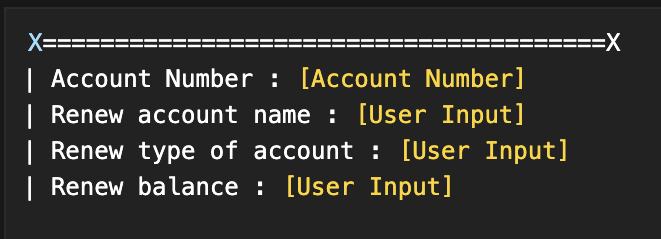 X=======================================X
| Account Number : [Account Number]
| Renew account name : [User Input]
| Renew type of account : [User Input]
| Renew balance : [User Input]